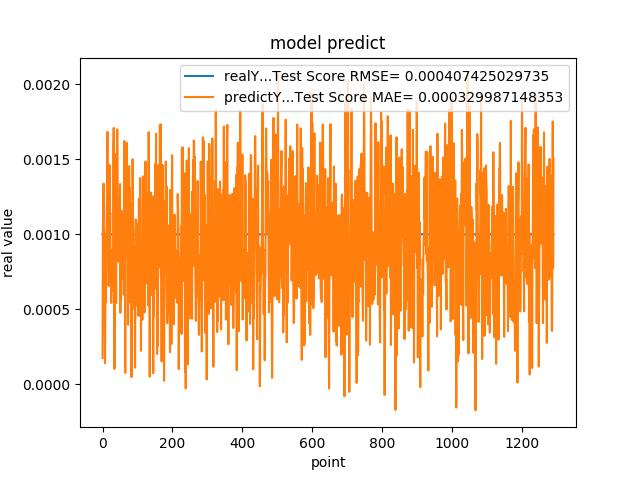 model predict
realY...Test Score RMSE= 0.000407425029735
predictY...Test Score MAE= 0.000329987148353
0.0020
0.0015
0.0010
0.0005
0.0000
real value
0 200 400 600 800 1000 1200
point